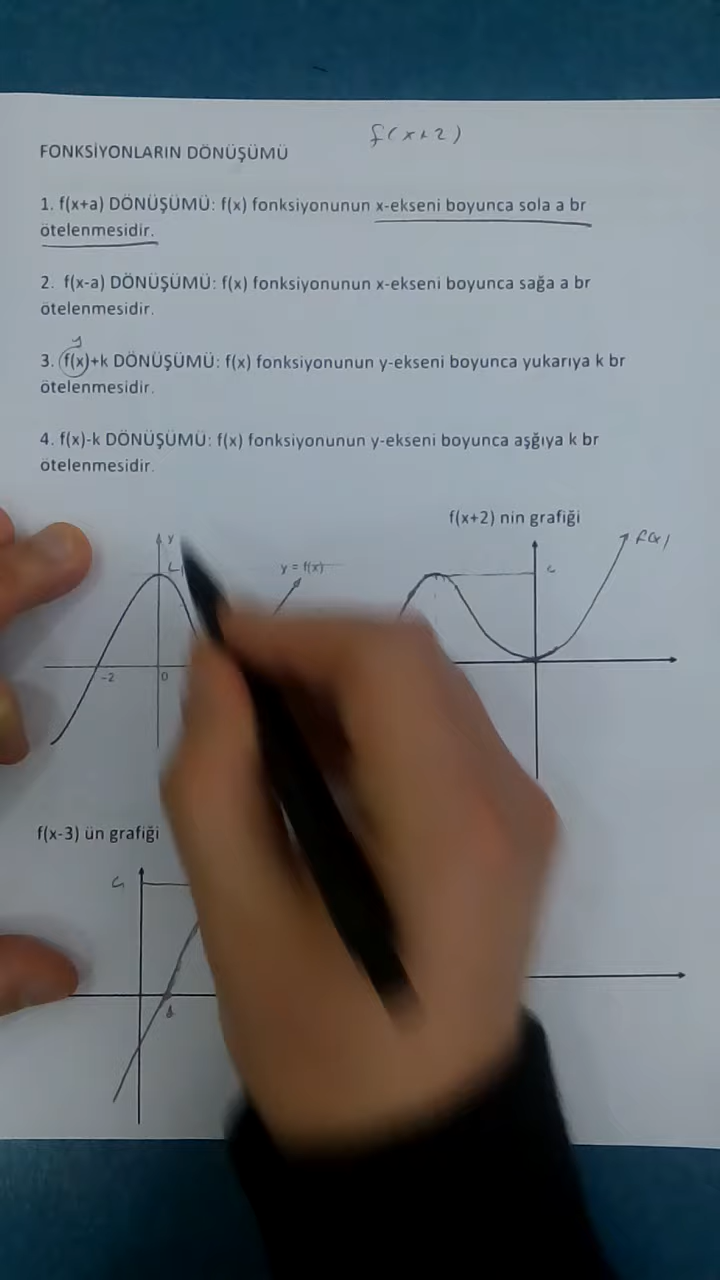 f(x+2)
FONKSİYONLARIN DÖNÜŞÜMÜ
1. f(x+a) DÖNÜŞÜMÜ: f(x) fonksiyonunun x-ekseni boyunca sola a br
ötelenmesidir.
2. f(x-a) DÖNÜŞÜMÜ: f(x) fonksiyonunun x-ekseni boyunca sağa a br
ötelenmesidir.
y
3. f(x)+k DÖNÜŞÜMÜ: f(x) fonksiyonunun y-ekseni boyunca yukarıya k br
ötelenmesidir.
4. f(x)-k DÖNÜŞÜMÜ: f(x) fonksiyonunun y-ekseni boyunca aşğıya k br
ötelenmesidir.
f(x+2) nin grafiği
y
y = f(x)
f(x)
-2
0
f(x-3) ün grafiği